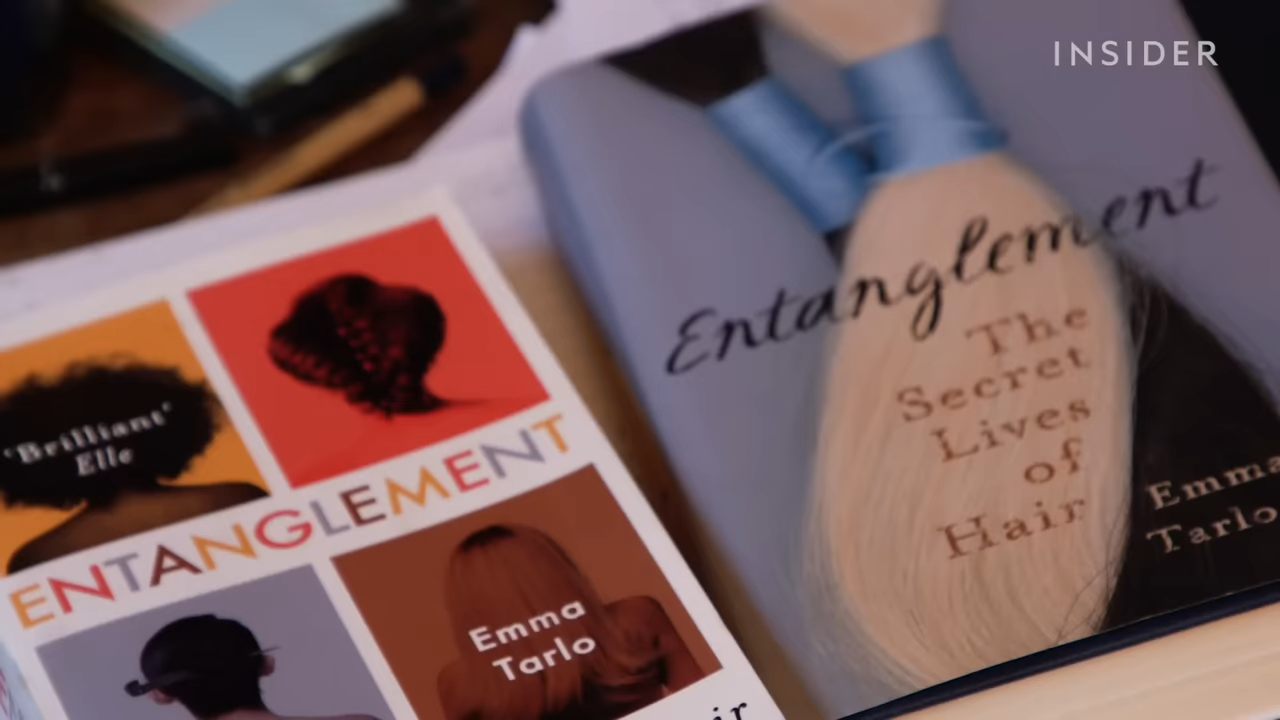 INSIDER
'Brilliant'
Elle
ENTANGLEMENT
Emma
Tarlo
Entanglement
The
Secret
Lives
of
Hair
Emma
Tarlo